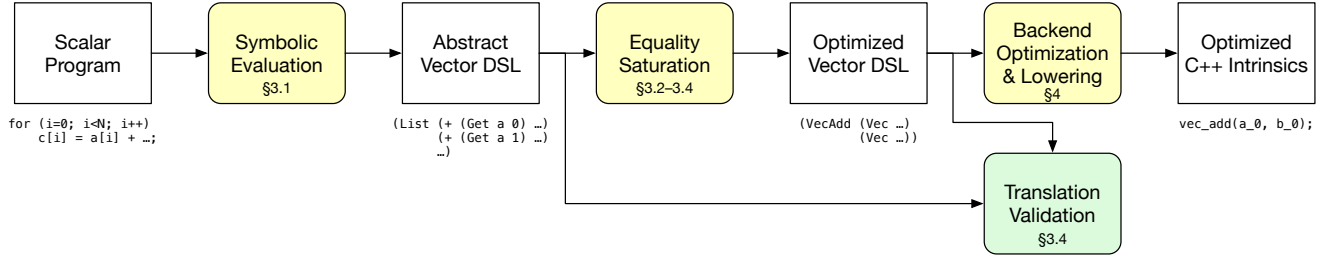 Scalar
Program
for (i=0; i<N; i++)
c[i] = a[i] + …;
Symbolic
Evaluation
§3.1
Abstract
Vector DSL
(List (+ (Get a 0) …)
(+ (Get a 1) …)
…)
Equality
Saturation
§3.2–3.4
Optimized
Vector DSL
(VecAdd (Vec …)
(Vec …))
Backend
Optimization
& Lowering
§4
Optimized
C++ Intrinsics
vec_add(a_0, b_0);
Translation
Validation
§3.4